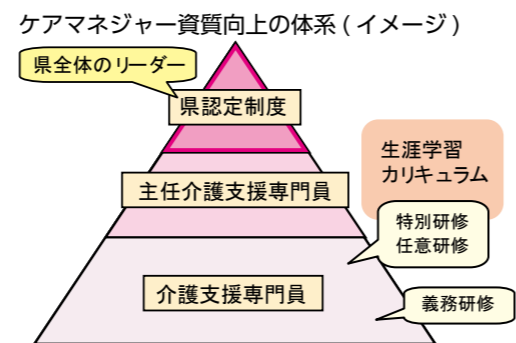 ケアマネジャー資質向上の体系(イメージ)
県全体のリーダー
県認定制度
生涯学習
カリキュラム
主任介護支援専門員
特別研修
任意研修
介護支援専門員
義務研修